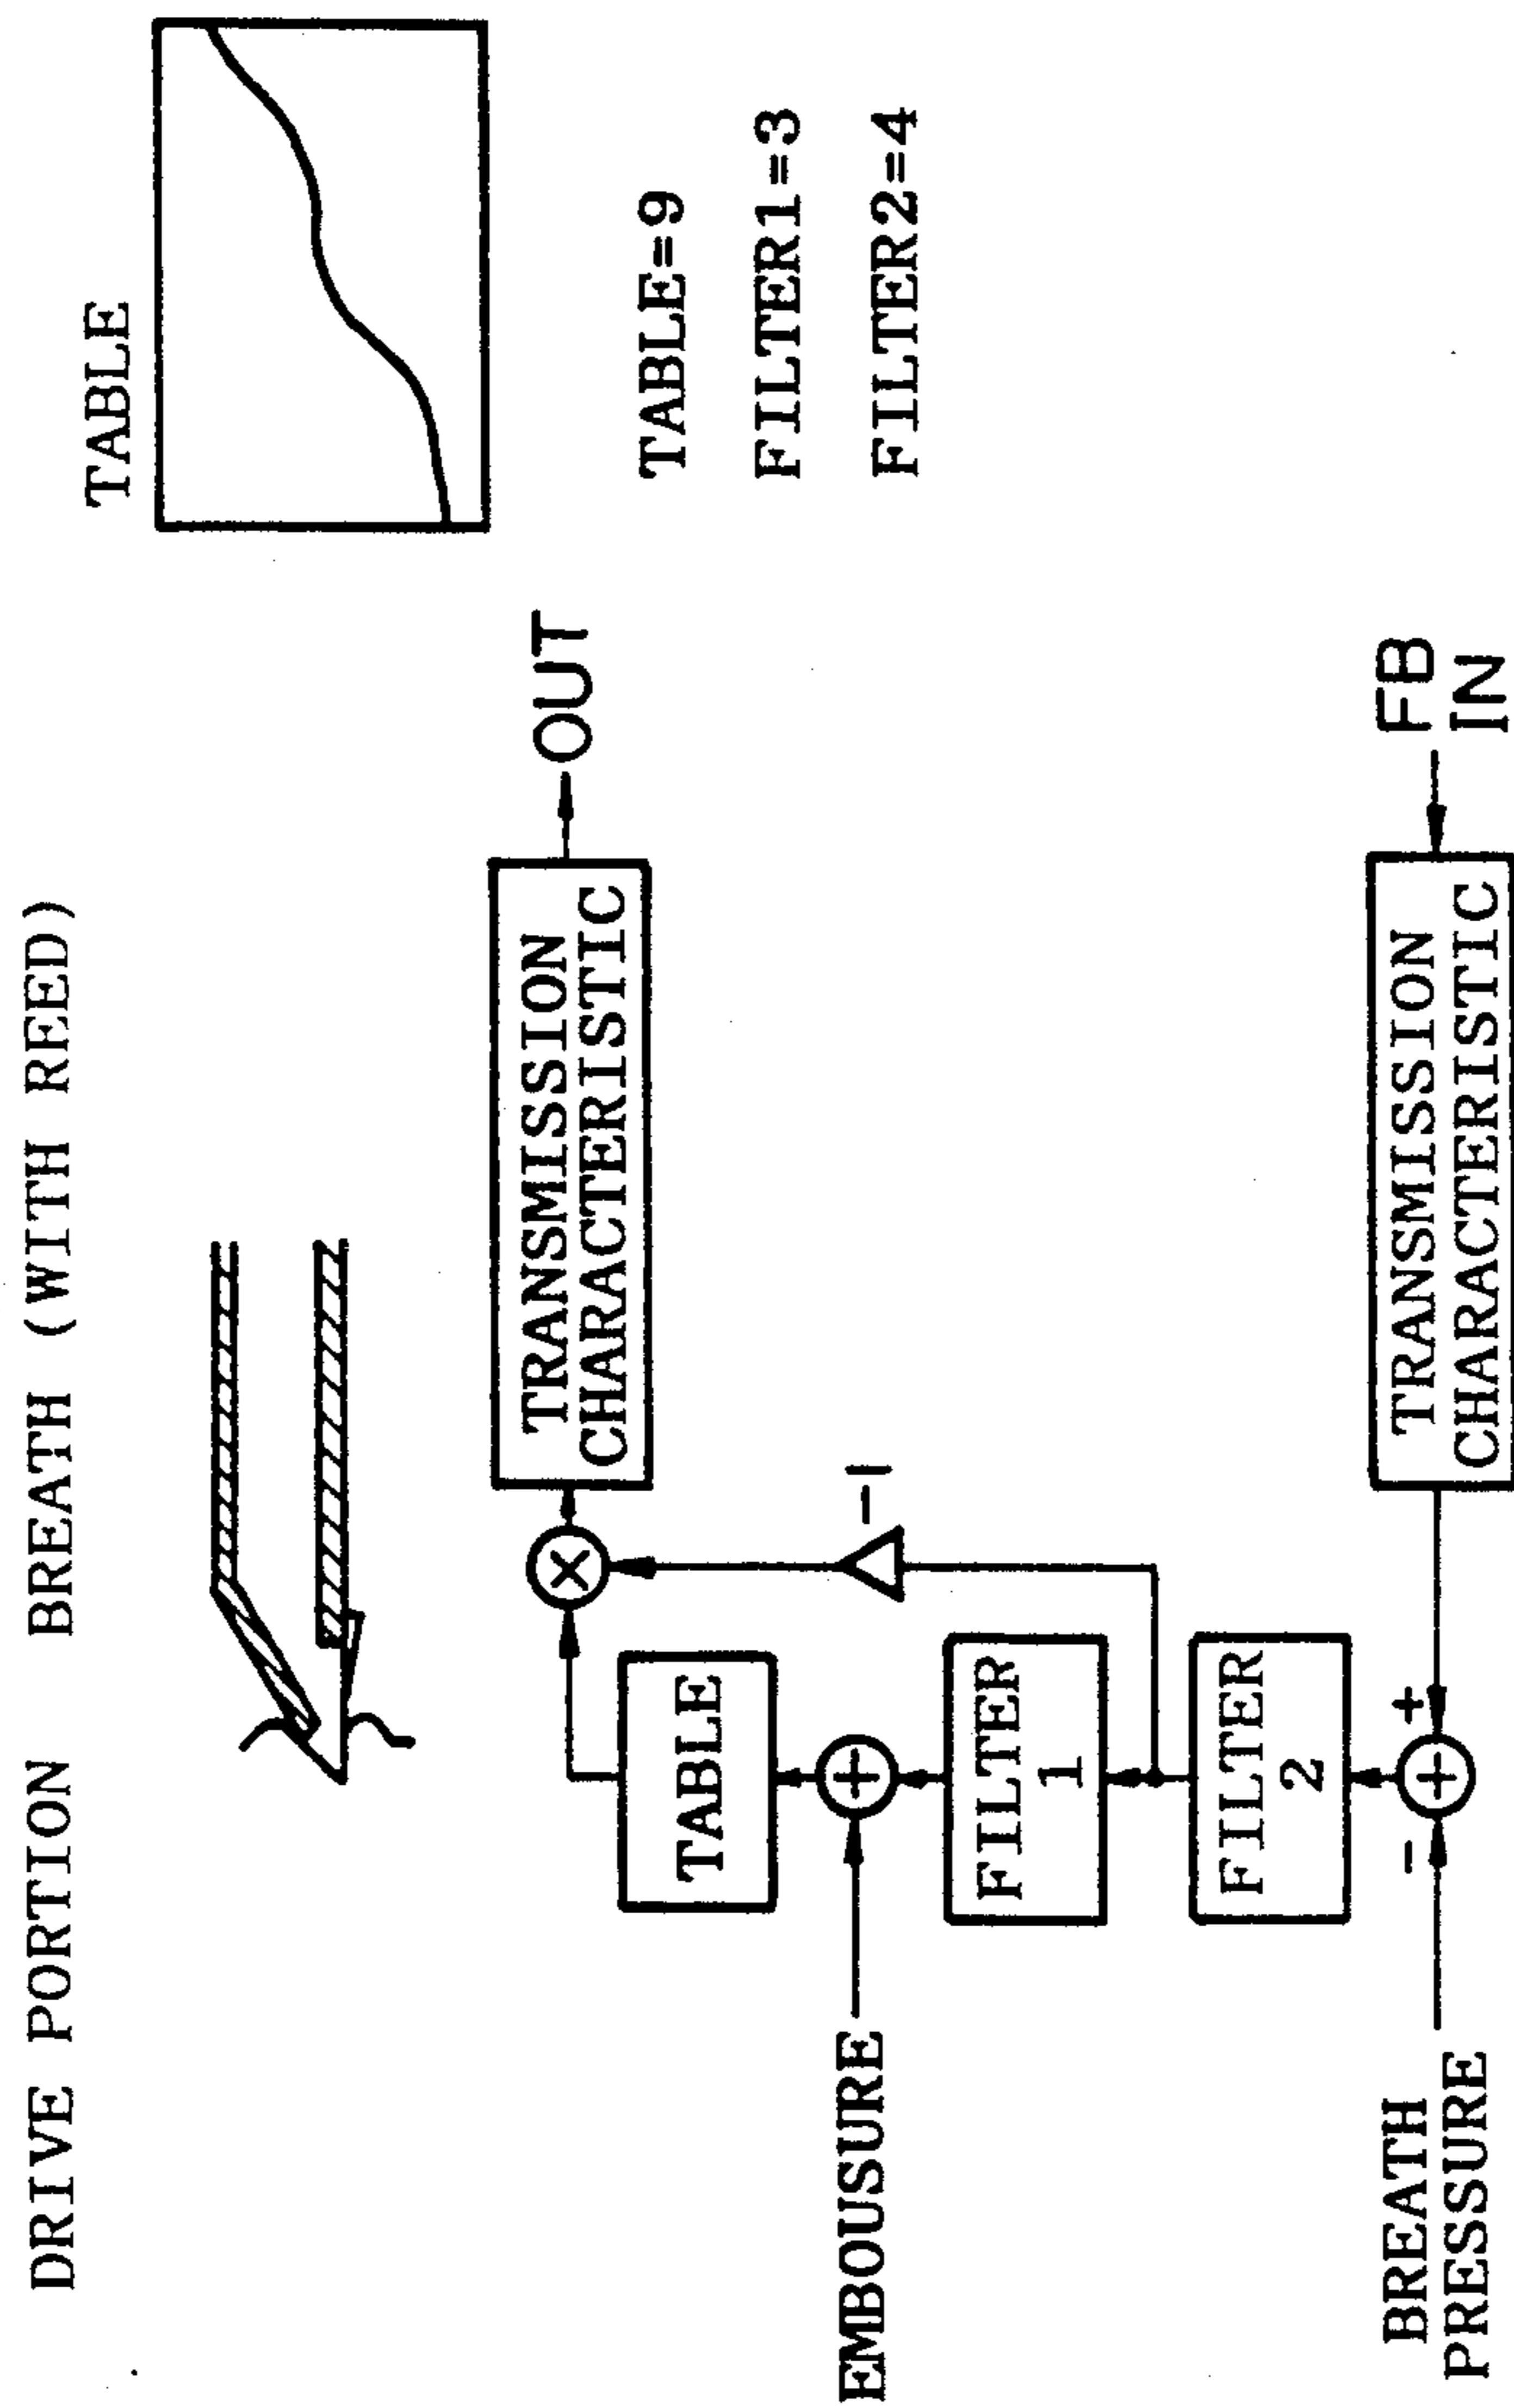 DRIVE PORTION BREATH (WITH REED)
TABLE
TABLE=9
FILTER1=3
FILTER2=4
TRANSMISSION
CHARACTERISTIC
OUT
TABLE
-1
EMBOUSURE
FILTER
1
FILTER
2
BREATH
PRESSURE
-
+
TRANSMISSION
CHARACTERISTIC
FB
IN